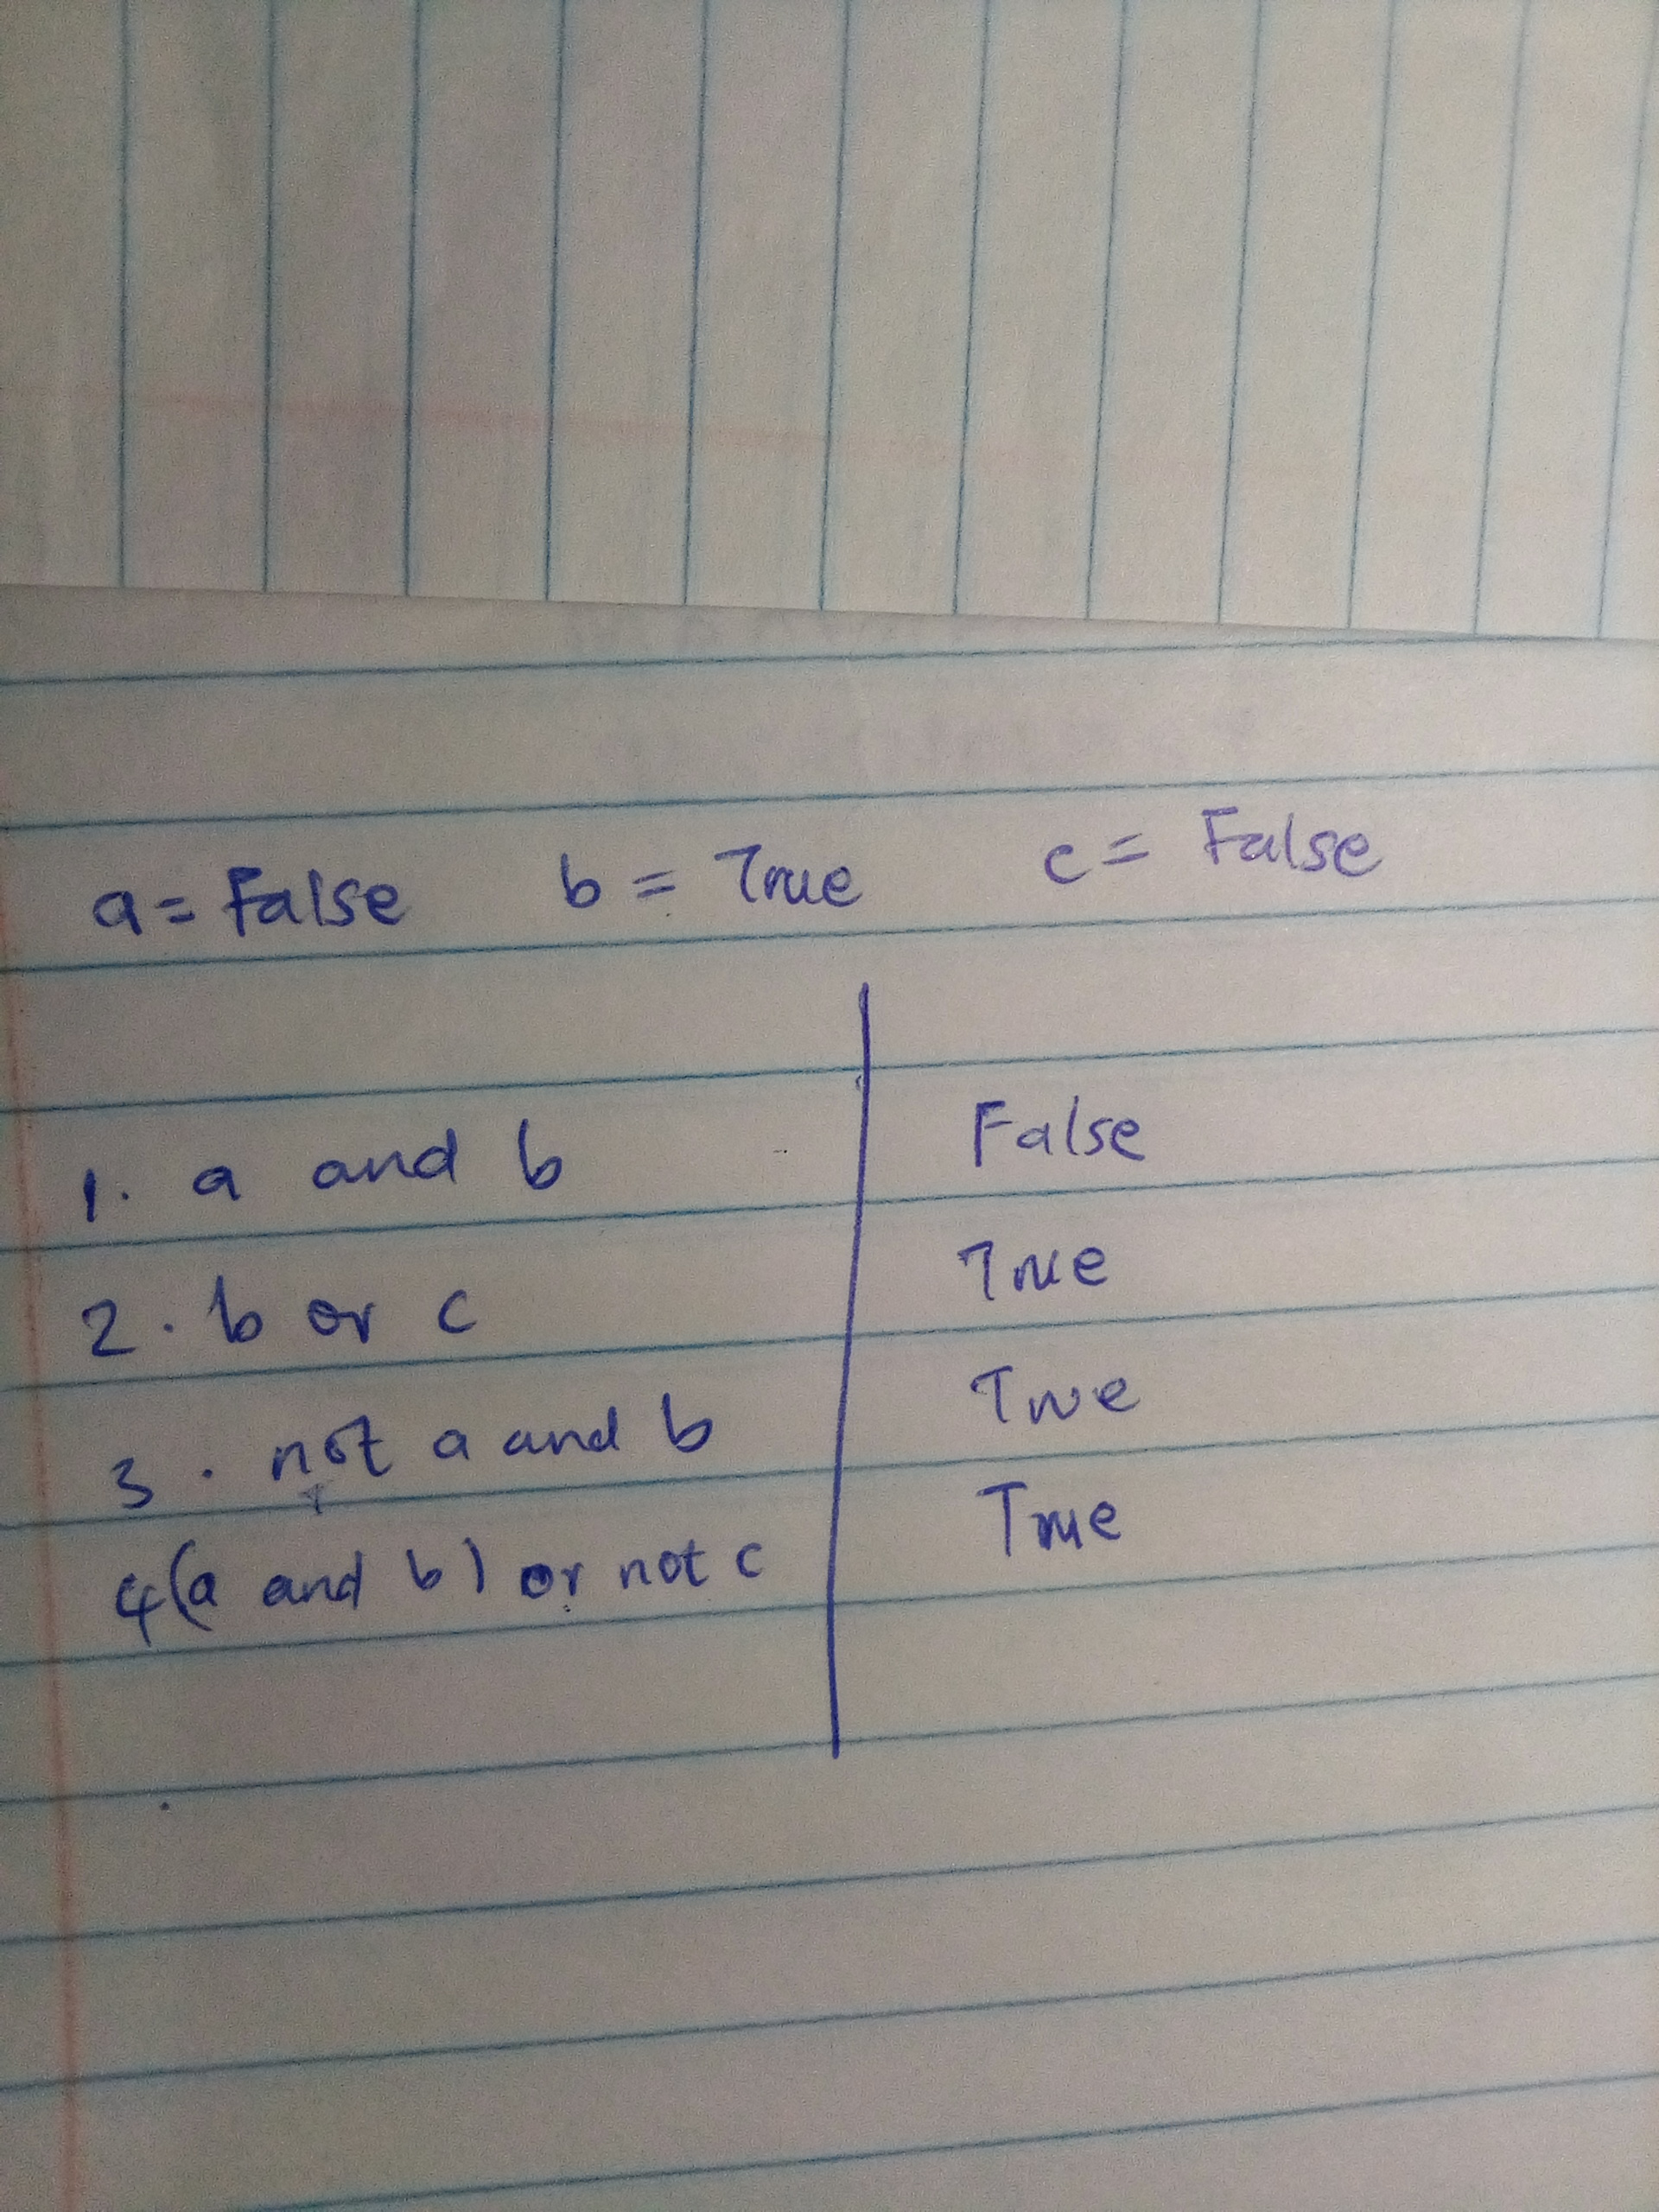 a = False b = True c = False
1. a and b False
2. b or c True
3. not a and b True
4(a and b) or not c True